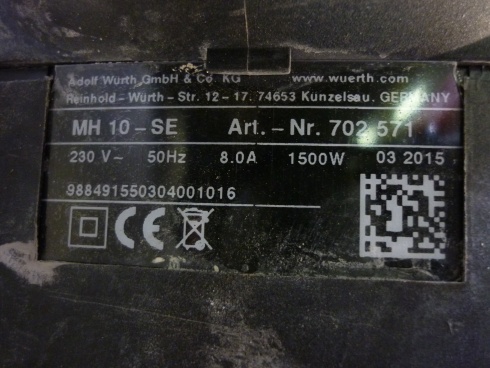 Adolf Würth GmbH & Co. KG www.wuerth.com
Reinhold - Würth - Str. 12 - 17. 74653 Künzelsau. GERMANY
MH 10 - SE Art. - Nr. 702 571
230 V~ 50Hz 8.0A 1500W 03 2015
988491550304001016
CE